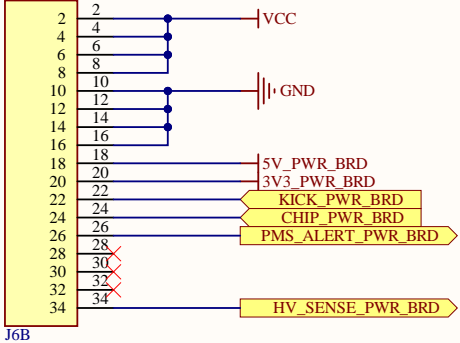 2 2 VCC
4 4
6 6
8 8
10 10 GND
12 12
14 14
16 16
18 18 5V_PWR_BRD
20 20 3V3_PWR_BRD
22 22 KICK_PWR_BRD
24 24 CHIP_PWR_BRD
26 26 PMS_ALERT_PWR_BRD
28 28
30 30
32 32
34 34 HV_SENSE_PWR_BRD
J6B